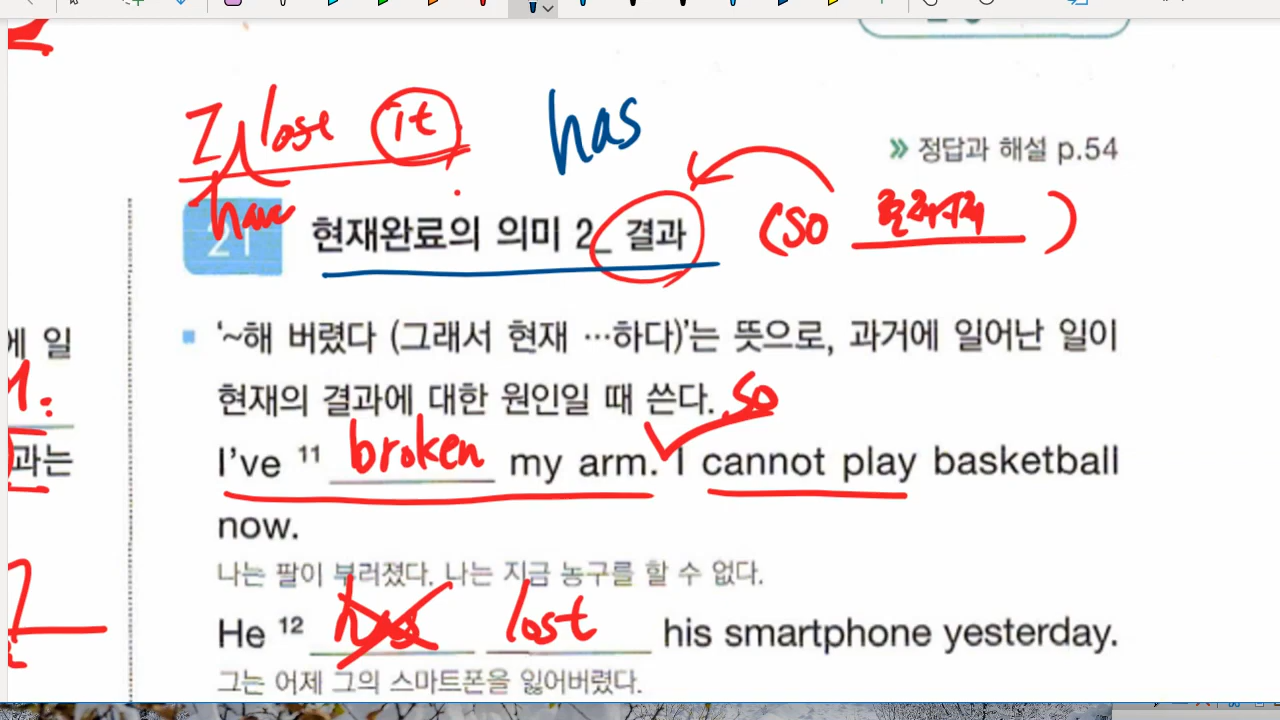 I lose it
has
» 정답과 해설 p.54
have
21 현재완료의 의미 2_ 결과
(so )
'~해 버렸다 (그래서 현재 …하다)'는 뜻으로, 과거에 일어난 일이
현재의 결과에 대한 원인일 때 쓴다.
so
I've 11 broken my arm. I cannot play basketball
now.
나는 팔이 부러졌다. 나는 지금 농구를 할 수 없다.
He 12 has lost his smartphone yesterday.
그는 어제 그의 스마트폰을 잃어버렸다.
에 일
과는